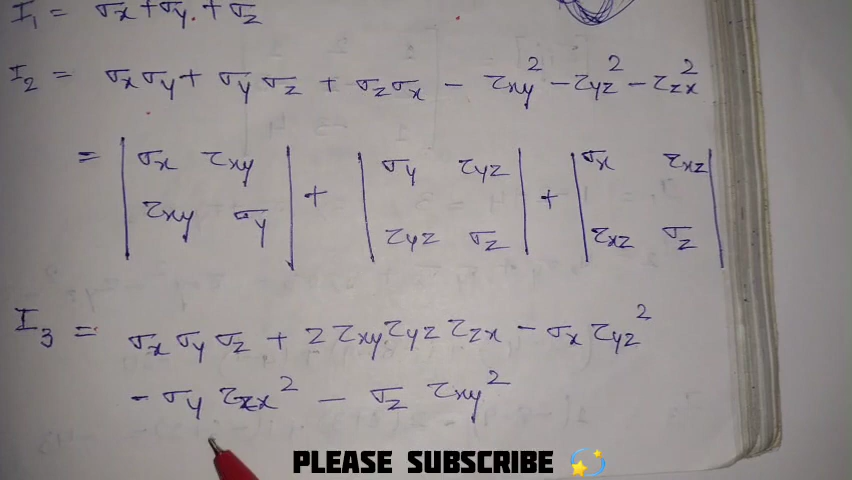 I₁ = σx + σy + σz
I₂ = σxσy + σyσz + σzσx - τxy² - τyz² - τzx²
= | σx τxy | + | σy τyz | + | σx τxz |
| τxy σy | | τyz σz | | τxz σz |
I₃ = σxσyσz + 2τxyτyzτzx - σxτyz²
- σyτzx² - σzτxy²
PLEASE SUBSCRIBE